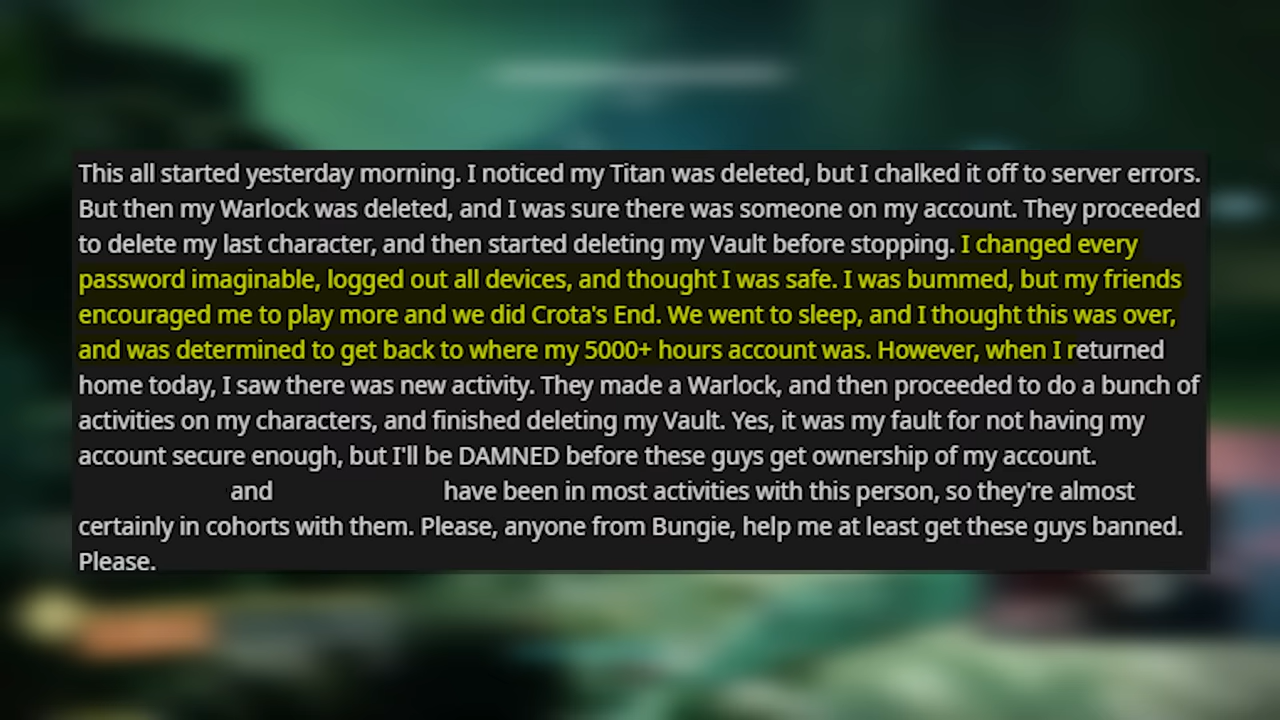 This all started yesterday morning. I noticed my Titan was deleted, but I chalked it off to server errors.
But then my Warlock was deleted, and I was sure there was someone on my account. They proceeded
to delete my last character, and then started deleting my Vault before stopping. I changed every
password imaginable, logged out all devices, and thought I was safe. I was bummed, but my friends
encouraged me to play more and we did Crota's End. We went to sleep, and I thought this was over,
and was determined to get back to where my 5000+ hours account was. However, when I returned
home today, I saw there was new activity. They made a Warlock, and then proceeded to do a bunch of
activities on my characters, and finished deleting my Vault. Yes, it was my fault for not having my
account secure enough, but I'll be DAMNED before these guys get ownership of my account.
and have been in most activities with this person, so they're almost
certainly in cohorts with them. Please, anyone from Bungie, help me at least get these guys banned.
Please.